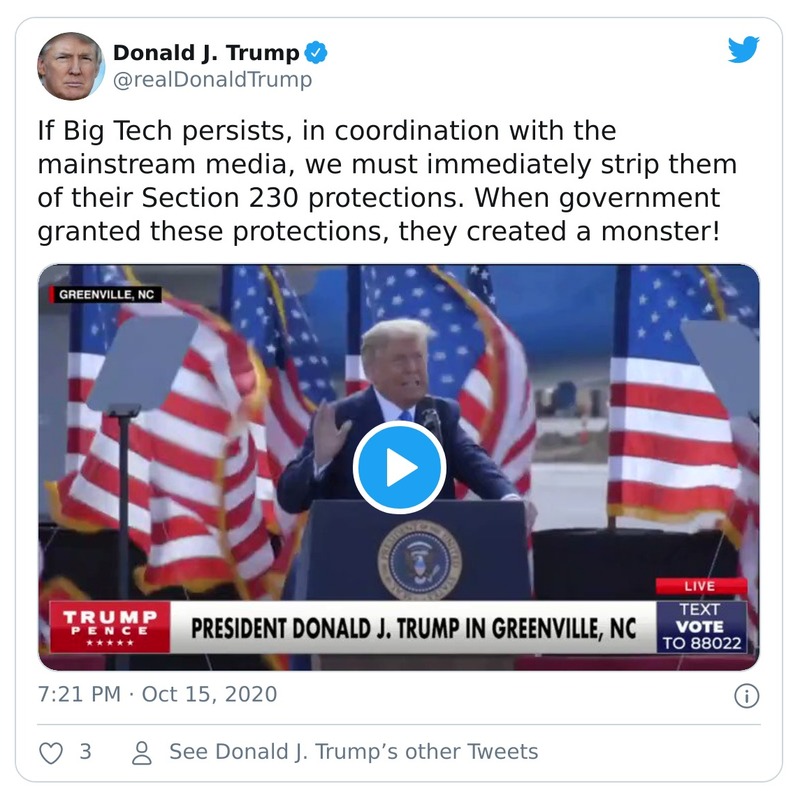 Donald J. Trump
@realDonaldTrump
If Big Tech persists, in coordination with the
mainstream media, we must immediately strip them
of their Section 230 protections. When government
granted these protections, they created a monster!
GREENVILLE, NC
LIVE
TRUMP
PENCE
PRESIDENT DONALD J. TRUMP IN GREENVILLE, NC
TEXT
VOTE
TO 88022
7:21 PM · Oct 15, 2020
3
See Donald J. Trump’s other Tweets